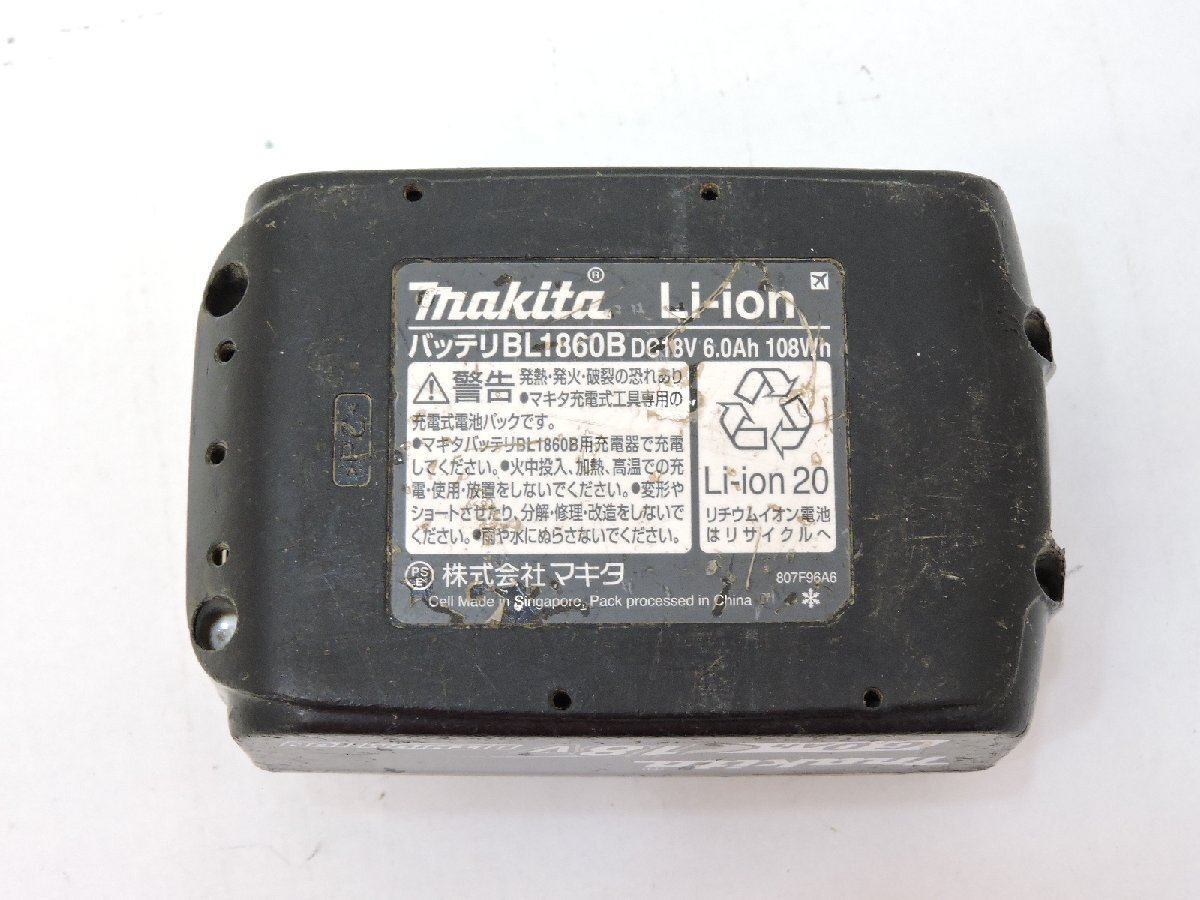 makita® Li-ion
バッテリBL1860B DC18V 6.0Ah 108Wh
警告 発熱・発火・破裂の恐れあり
●マキタ充電式工具専用の
充電式電池パックです。
●マキタバッテリBL1860B用充電器で充電
してください。●火中投入、加熱、高温での充
電・使用・放置をしないでください。●変形や
ショートさせたり、分解・修理・改造をしないで
ください。●雨や水にぬらさないでください。
Li-ion 20
リチウムイオン電池
はリサイクルへ
PS
E
株式会社 マキタ
807F96A6
Cell Made in Singapore, Pack processed in China
makita
18V